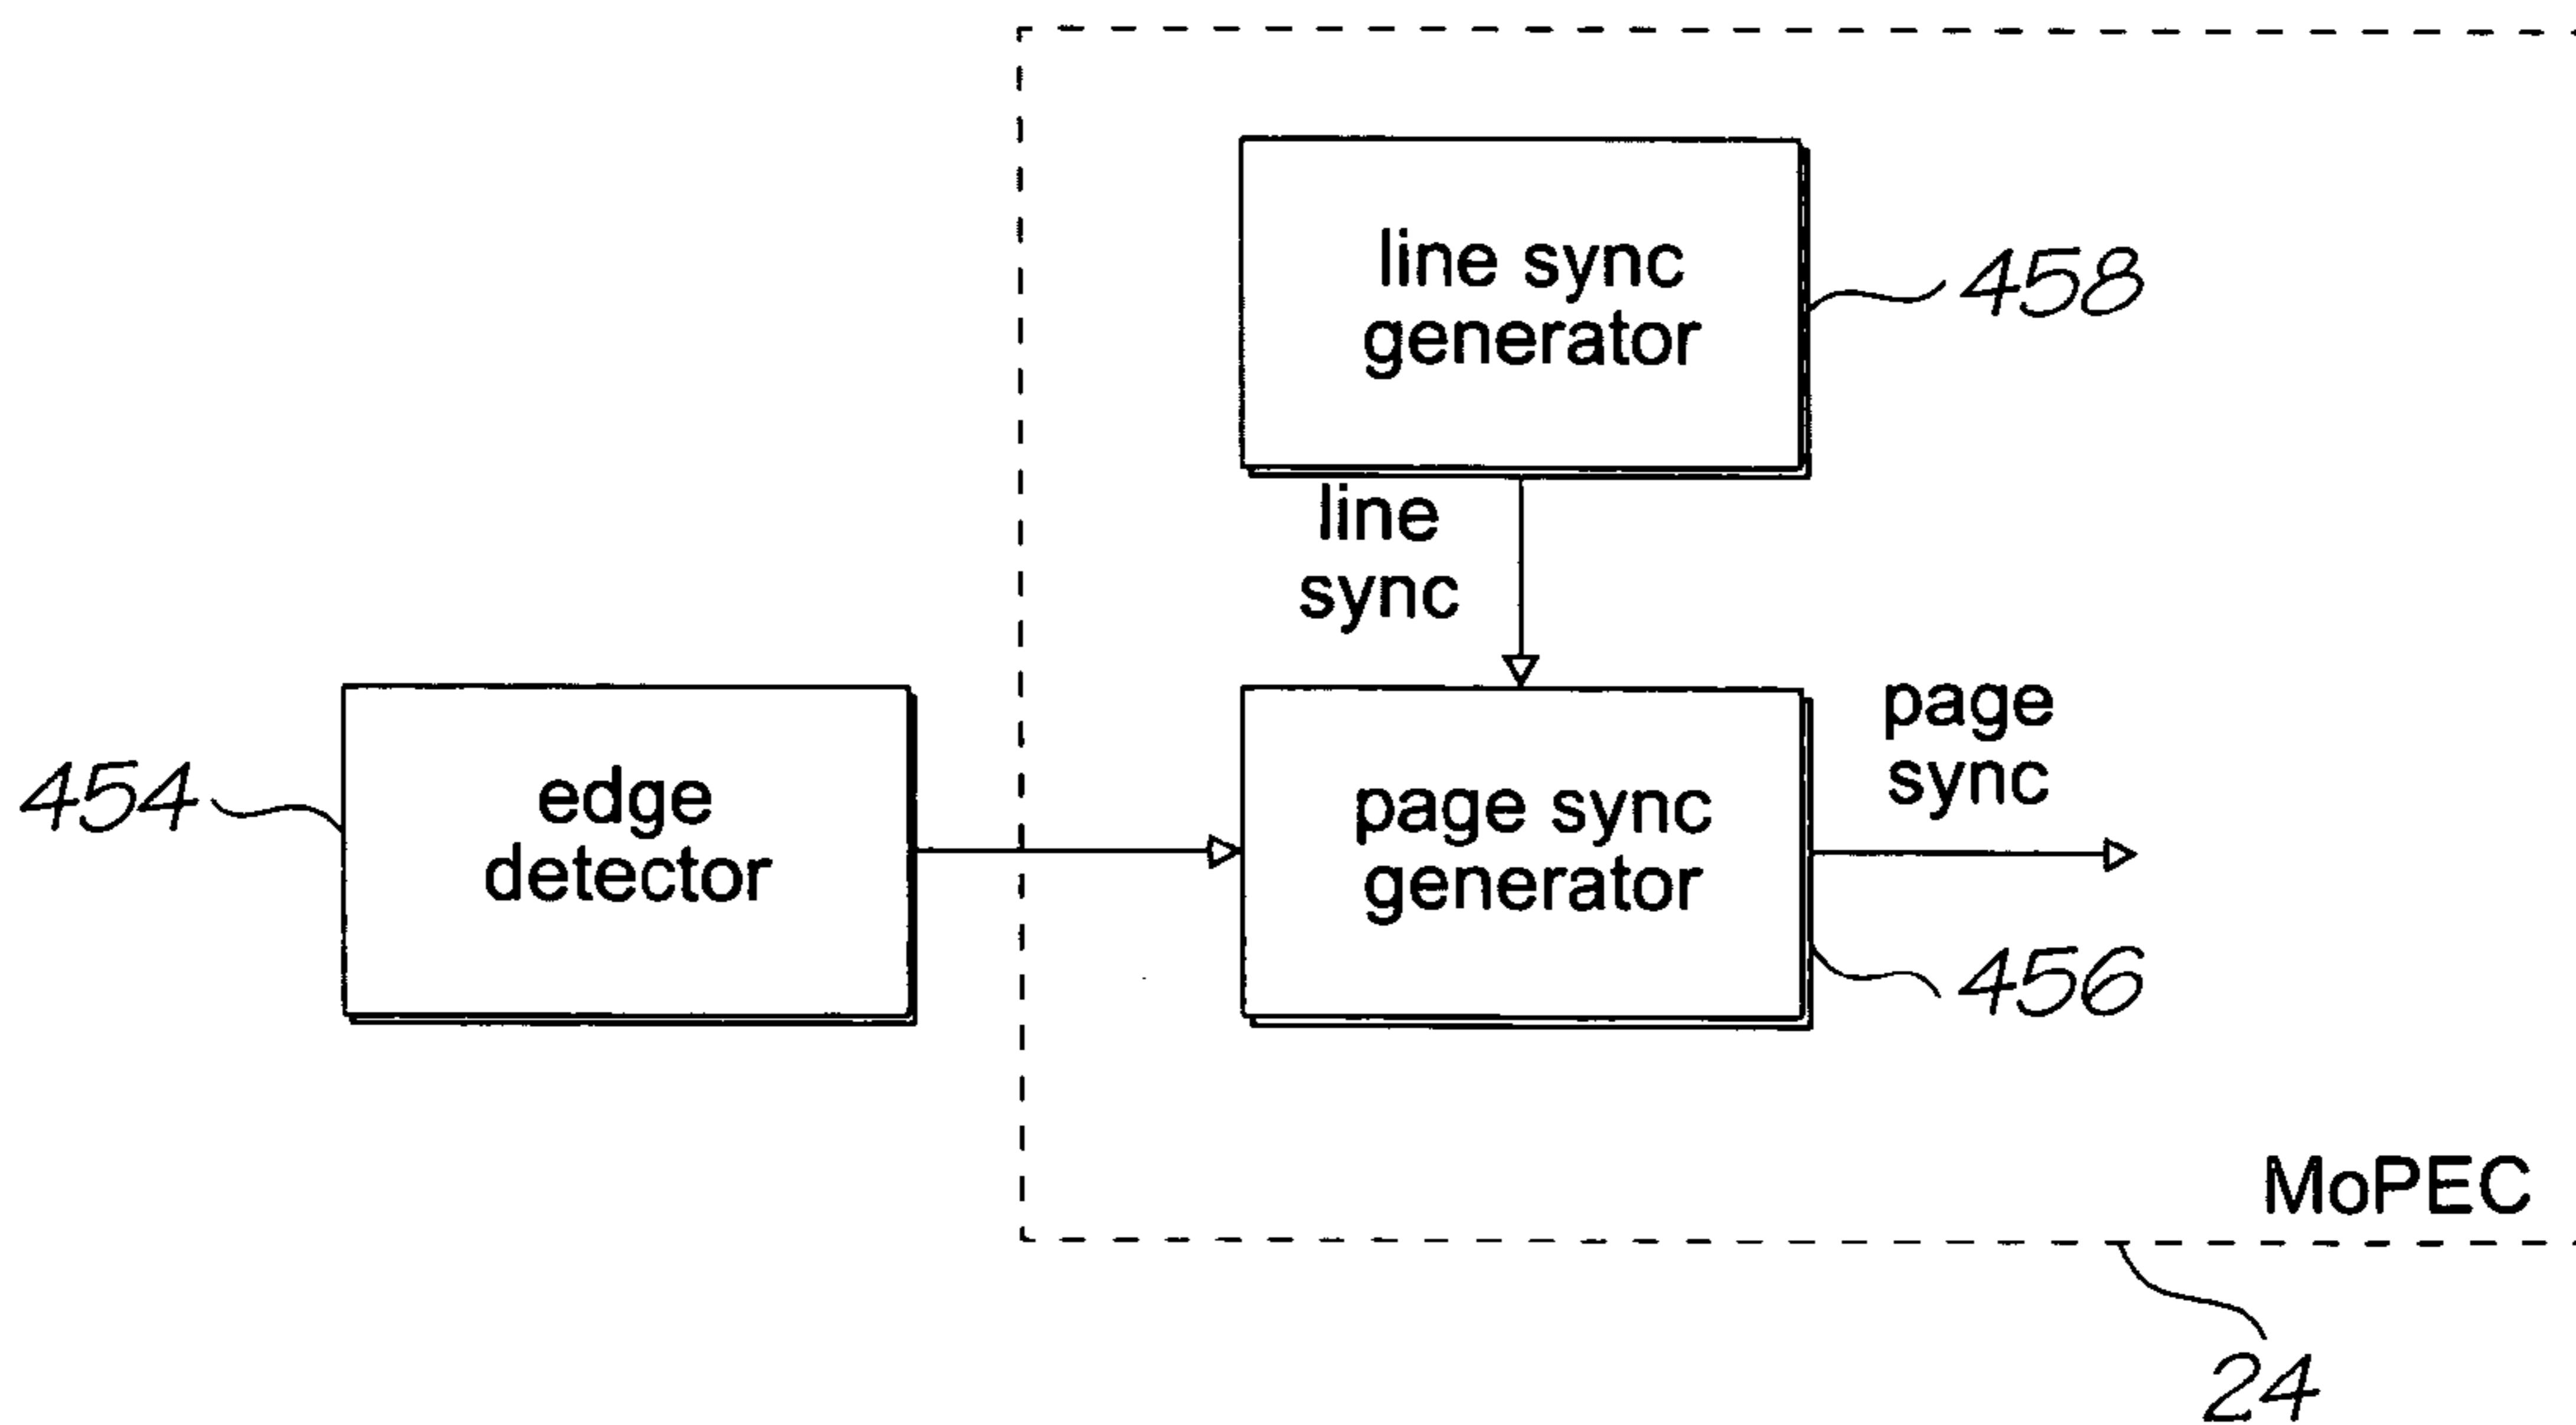 line sync
generator
458
line
sync
454
edge
detector
page sync
generator
page
sync
456
MoPEC
24